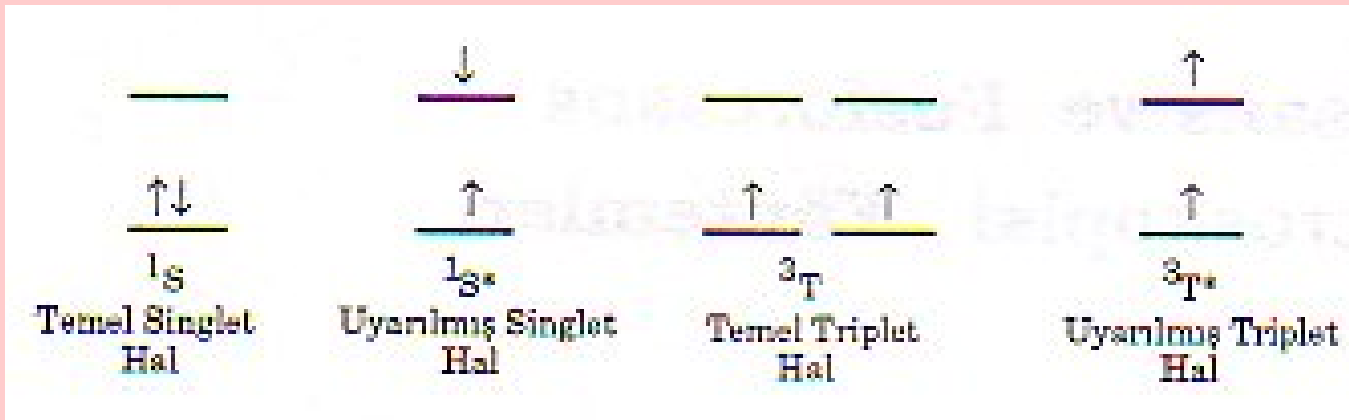 ¹S
Temel Singlet
Hal
¹S*
Uyarılmış Singlet
Hal
³T
Temel Triplet
Hal
³T*
Uyarılmış Triplet
Hal